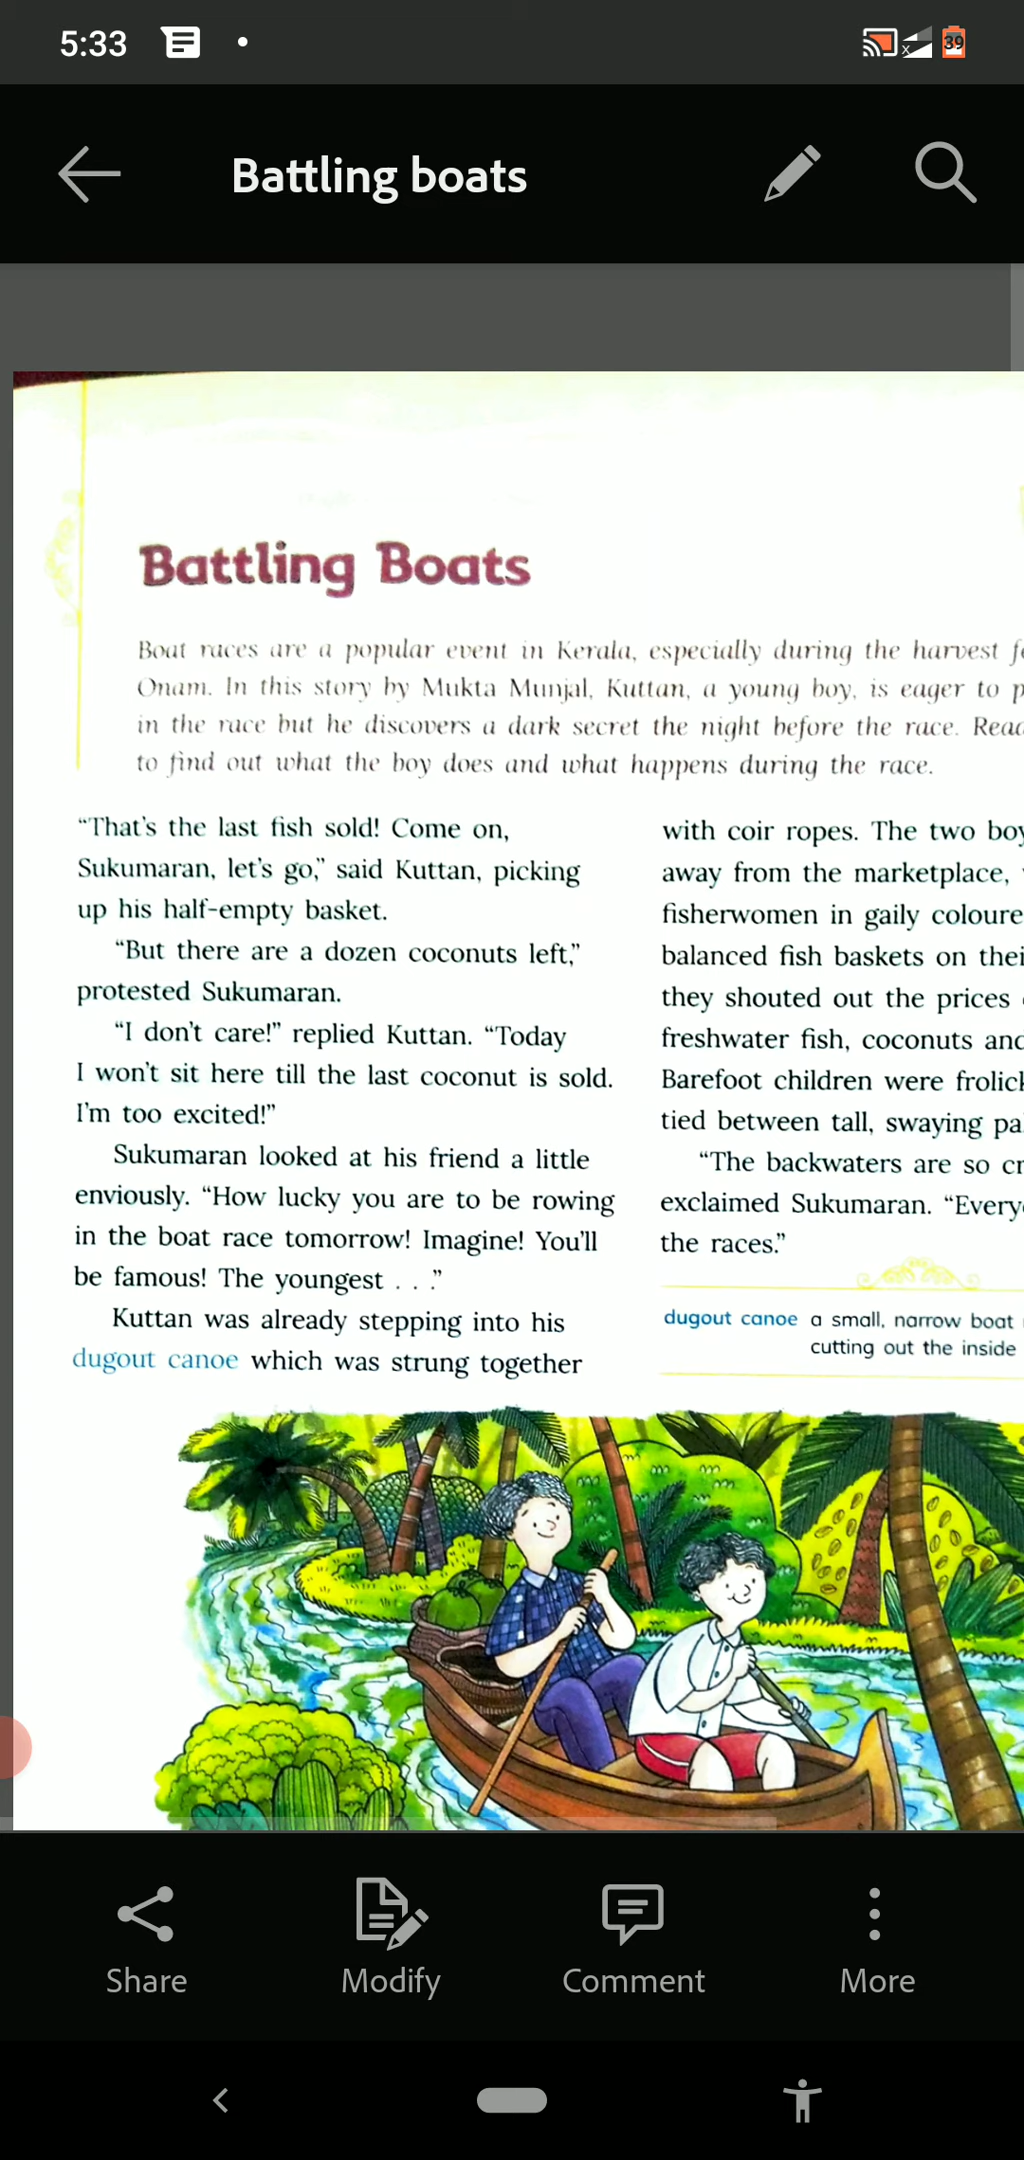 5:33
39
Battling boats
Battling Boats
Boat races are a popular event in Kerala, especially during the harvest
Onam. In this story by Mukta Munjal, Kuttan, a young boy, is eager to
in the race but he discovers a dark secret the night before the race.
to find out what the boy does and what happens during the race.
“That’s the last fish sold! Come on,
Sukumaran, let’s go,” said Kuttan, picking
up his half-empty basket.
“But there are a dozen coconuts left,”
protested Sukumaran.
“I don’t care!” replied Kuttan. “Today
I won’t sit here till the last coconut is sold.
I’m too excited!”
Sukumaran looked at his friend a little
enviously. “How lucky you are to be rowing
in the boat race tomorrow! Imagine! You’ll
be famous! The youngest . . .”
Kuttan was already stepping into his
dugout canoe which was strung together
with coir ropes. The two
away from the marketplace,
fisherwomen in gaily
balanced fish baskets on
they shouted out the prices
freshwater fish, coconuts
Barefoot children were
tied between tall, swaying
“The backwaters are so
exclaimed Sukumaran.
the races.”
dugout canoe a small, narrow boat
cutting out the inside
Share
Modify
Comment
More